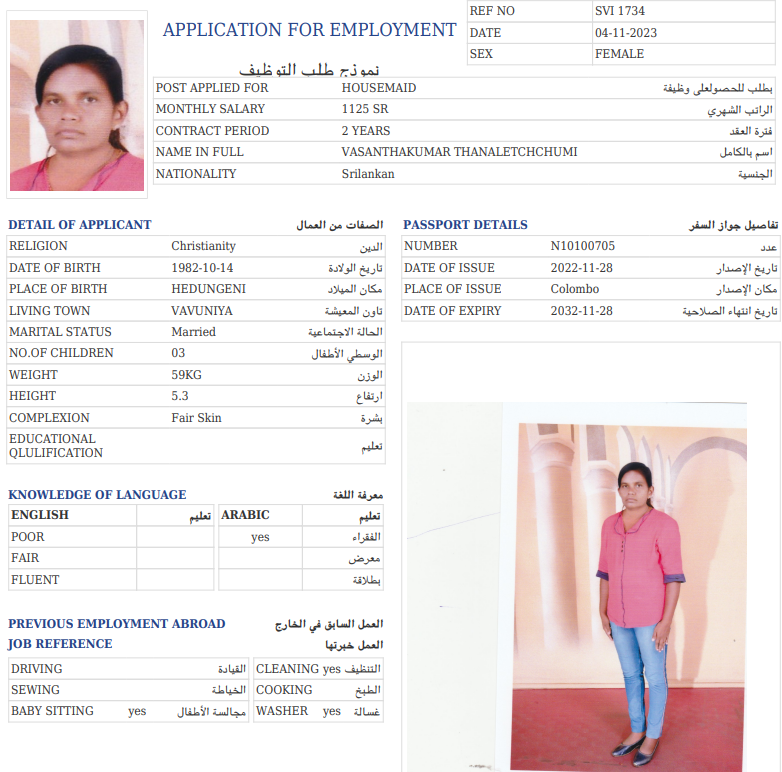 APPLICATION FOR EMPLOYMENT
نموذج طلب التوظيف
REF NO SVI 1734
DATE 04-11-2023
SEX FEMALE
POST APPLIED FOR HOUSEMAID بطلب للحصولعلى وظيفة
MONTHLY SALARY 1125 SR الراتب الشهري
CONTRACT PERIOD 2 YEARS فترة العقد
NAME IN FULL VASANTHAKUMAR THANALETCHCHUMI اسم بالكامل
NATIONALITY Srilankan الجنسية
DETAIL OF APPLICANT الصفات من العمال
RELIGION Christianity الدين
DATE OF BIRTH 1982-10-14 تاريخ الولادة
PLACE OF BIRTH HEDUNGENI مكان الميلاد
LIVING TOWN VAVUNIYA تاون المعيشة
MARITAL STATUS Married الحالة الاجتماعية
NO.OF CHILDREN 03 الوسطي الأطفال
WEIGHT 59KG الوزن
HEIGHT 5.3 ارتفاع
COMPLEXION Fair Skin بشرة
EDUCATIONAL
QLULIFICATION تعليم
PASSPORT DETAILS تفاصيل جواز السفر
NUMBER N10100705 عدد
DATE OF ISSUE 2022-11-28 تاريخ الإصدار
PLACE OF ISSUE Colombo مكان الإصدار
DATE OF EXPIRY 2032-11-28 تاريخ انتهاء الصلاحية
KNOWLEDGE OF LANGUAGE معرفة اللغة
ENGLISH تعليم ARABIC تعليم
POOR yes الفقراء
FAIR معرض
FLUENT بطلاقة
PREVIOUS EMPLOYMENT ABROAD العمل السابق في الخارج
JOB REFERENCE العمل خبرتها
DRIVING القيادة CLEANING yes التنظيف
SEWING الخياطة COOKING الطبخ
BABY SITTING yes مجالسة الأطفال WASHER yes غسالة